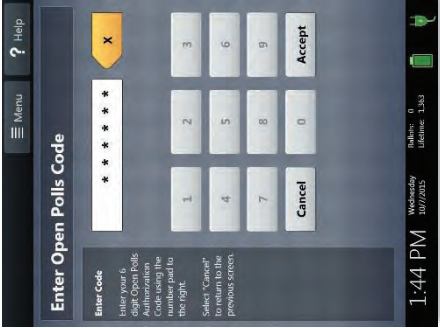 Menu
? Help
Enter Open Polls Code
Enter Code
Enter your 6
digit Open Polls
Authorization
Code using the
number pad to
the right.
Select "Cancel"
to return to the
previous screen.
* * * * * * X
1 2 3
4 5 6
7 8 9
Cancel 0 Accept
1:44 PM
Wednesday
10/7/2015
Ballots: 0
Lifetime: 1,363